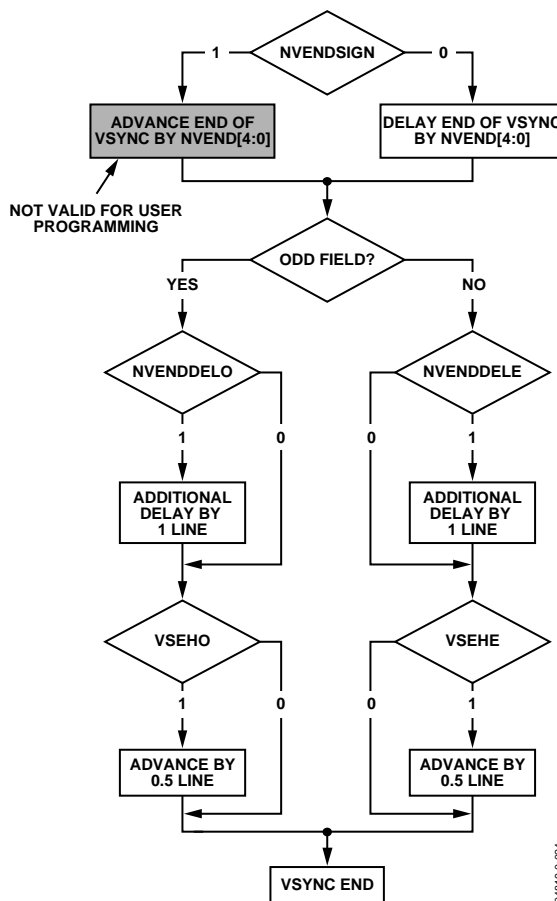 NVENDSIGN
1
0
ADVANCE END OF
VSYNC BY NVEND[4:0]
DELAY END OF VSYNC
BY NVEND[4:0]
NOT VALID FOR USER
PROGRAMMING
ODD FIELD?
YES
NO
NVENDDELO
NVENDDELE
1
0
0
1
ADDITIONAL
DELAY BY
1 LINE
ADDITIONAL
DELAY BY
1 LINE
VSEHO
VSEHE
1
0
0
1
ADVANCE BY
0.5 LINE
ADVANCE BY
0.5 LINE
VSYNC END